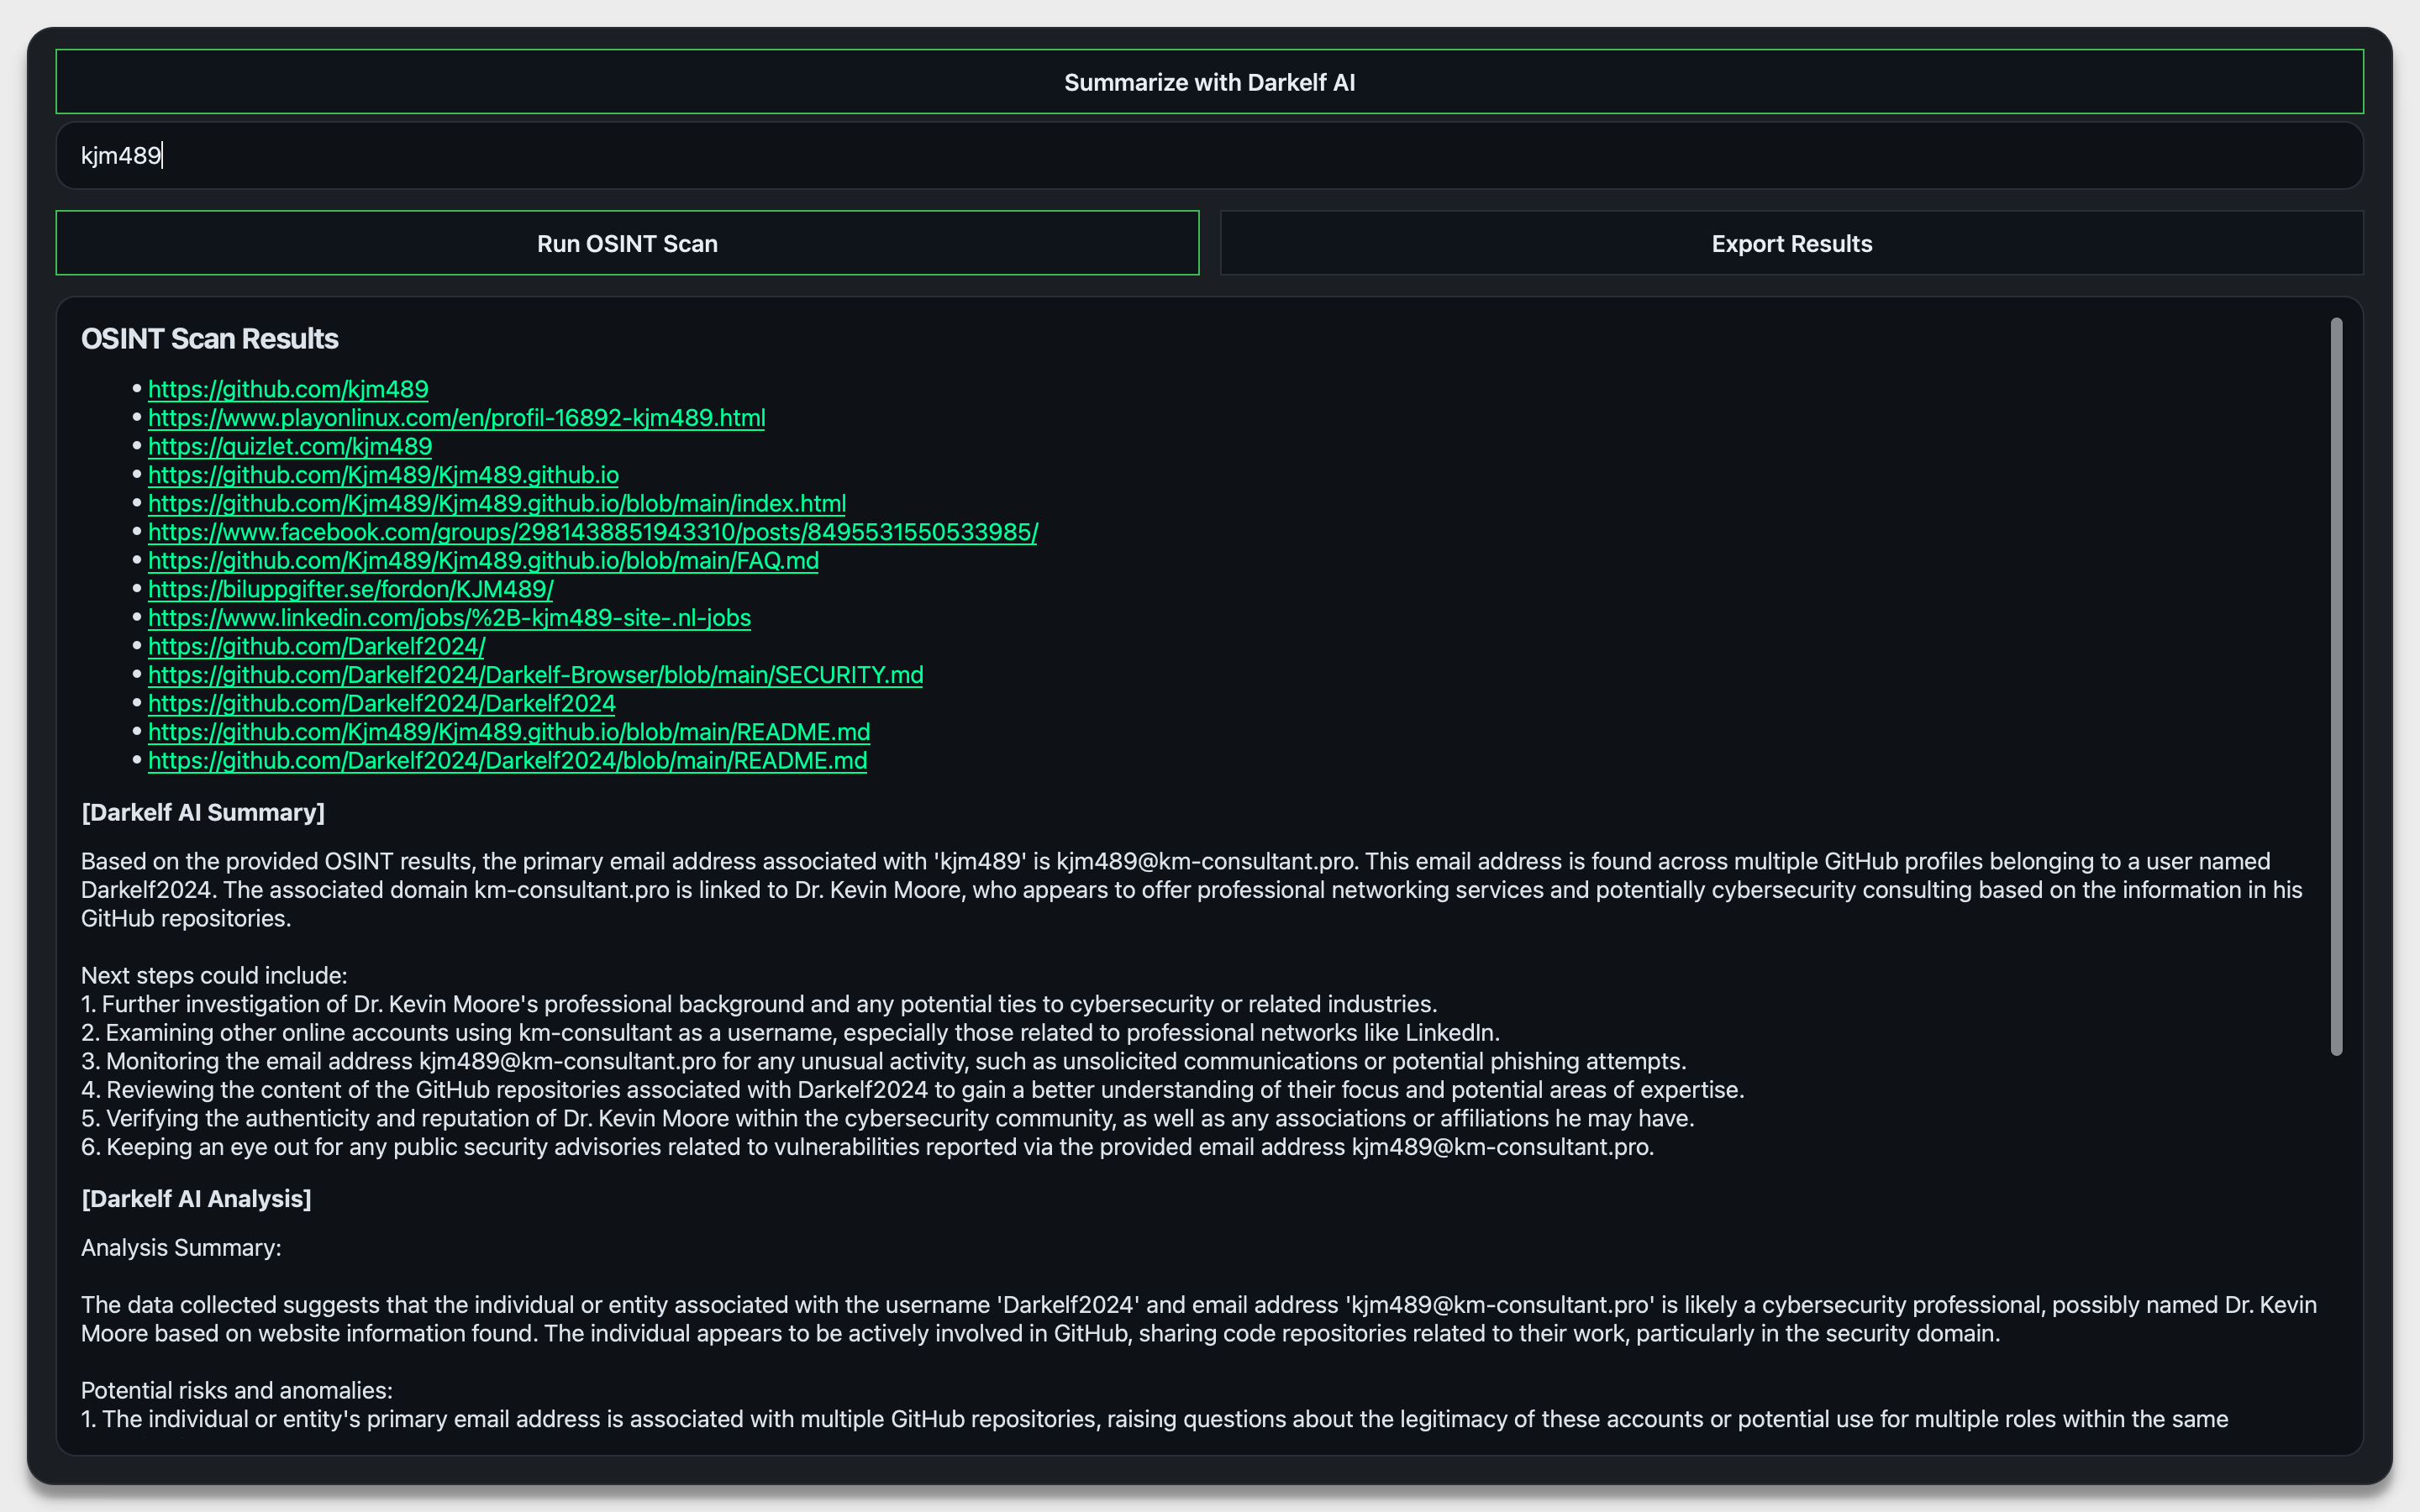 Summarize with Darkelf AI
kjm489
Run OSINT Scan
Export Results
OSINT Scan Results
• https://github.com/kjm489
• https://www.playonlinux.com/en/profil-16892-kjm489.html
• https://quizlet.com/kjm489
• https://github.com/Kjm489/Kjm489.github.io
• https://github.com/Kjm489/Kjm489.github.io/blob/main/index.html
• https://www.facebook.com/groups/2981438851943310/posts/8495531550533985/
• https://github.com/Kjm489/Kjm489.github.io/blob/main/FAQ.md
• https://biluppgifter.se/fordon/KJM489/
• https://www.linkedin.com/jobs/%2B-kjm489-site-.nl-jobs
• https://github.com/Darkelf2024/
• https://github.com/Darkelf2024/Darkelf-Browser/blob/main/SECURITY.md
• https://github.com/Darkelf2024/Darkelf2024
• https://github.com/Kjm489/Kjm489.github.io/blob/main/README.md
• https://github.com/Darkelf2024/Darkelf2024/blob/main/README.md
[Darkelf AI Summary]
Based on the provided OSINT results, the primary email address associated with 'kjm489' is kjm489@km-consultant.pro. This email address is found across multiple GitHub profiles belonging to a user named
Darkelf2024. The associated domain km-consultant.pro is linked to Dr. Kevin Moore, who appears to offer professional networking services and potentially cybersecurity consulting based on the information in his
GitHub repositories.
Next steps could include:
1. Further investigation of Dr. Kevin Moore's professional background and any potential ties to cybersecurity or related industries.
2. Examining other online accounts using km-consultant as a username, especially those related to professional networks like LinkedIn.
3. Monitoring the email address kjm489@km-consultant.pro for any unusual activity, such as unsolicited communications or potential phishing attempts.
4. Reviewing the content of the GitHub repositories associated with Darkelf2024 to gain a better understanding of their focus and potential areas of expertise.
5. Verifying the authenticity and reputation of Dr. Kevin Moore within the cybersecurity community, as well as any associations or affiliations he may have.
6. Keeping an eye out for any public security advisories related to vulnerabilities reported via the provided email address kjm489@km-consultant.pro.
[Darkelf AI Analysis]
Analysis Summary:
The data collected suggests that the individual or entity associated with the username 'Darkelf2024' and email address 'kjm489@km-consultant.pro' is likely a cybersecurity professional, possibly named Dr. Kevin
Moore based on website information found. The individual appears to be actively involved in GitHub, sharing code repositories related to their work, particularly in the security domain.
Potential risks and anomalies:
1. The individual or entity's primary email address is associated with multiple GitHub repositories, raising questions about the legitimacy of these accounts or potential use for multiple roles within the same